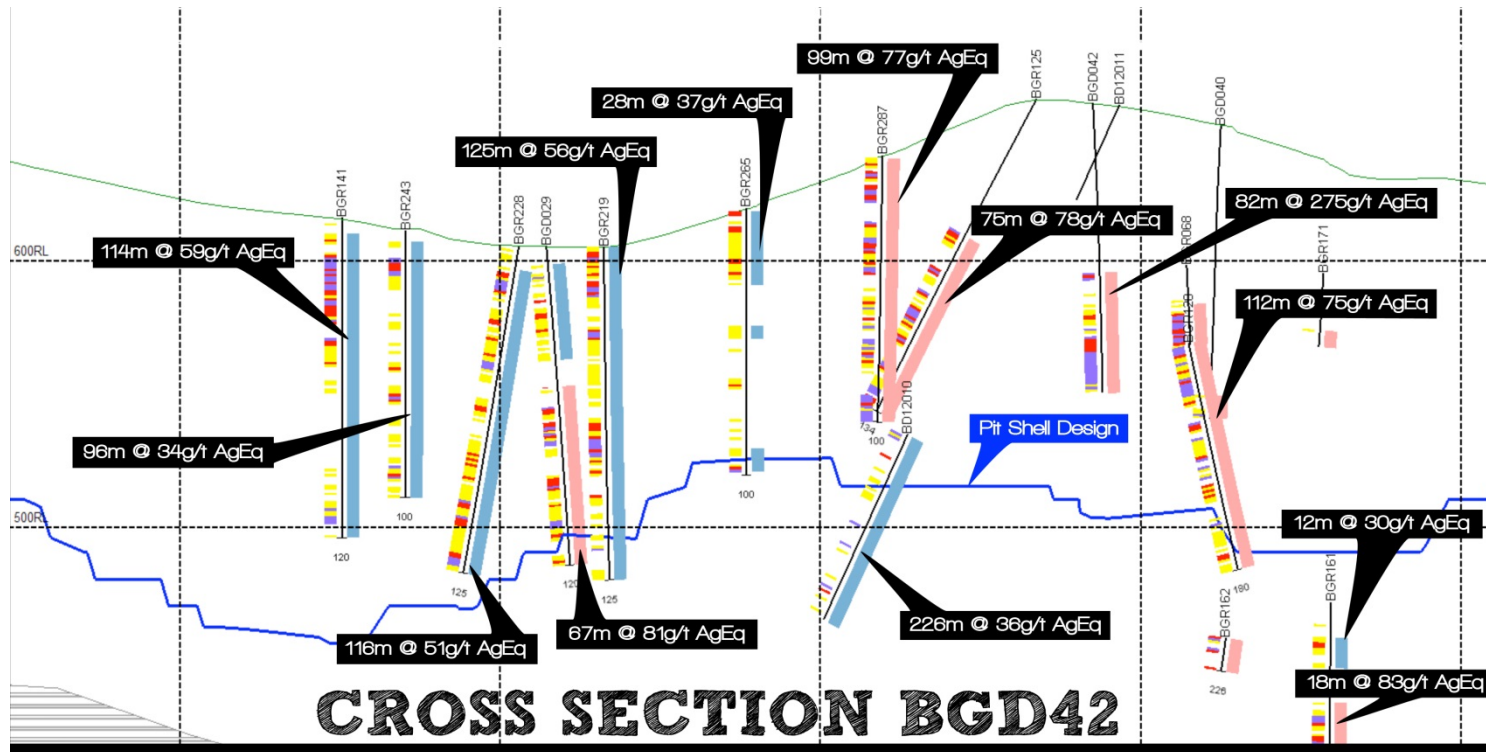 99m @ 77g/t AgEq
28m @ 37g/t AgEq
125m @ 56g/t AgEq
BGR125
BGD042
BD12011
BGD040
BGR287
82m @ 275g/t AgEq
75m @ 78g/t AgEq
BGR141
BGR243
BGR228
BGD029
BGR219
BGR265
BGR068
BGR171
600RL
114m @ 59g/t AgEq
112m @ 75g/t AgEq
BGR120
96m @ 34g/t AgEq
134
100
BD12010
Pit Shell Design
100
100
500RL
12m @ 30g/t AgEq
120
125
120
125
190
BGR161
BGR162
67m @ 81g/t AgEq
226m @ 36g/t AgEq
116m @ 51g/t AgEq
225
18m @ 83g/t AgEq
CROSS SECTION BGD42